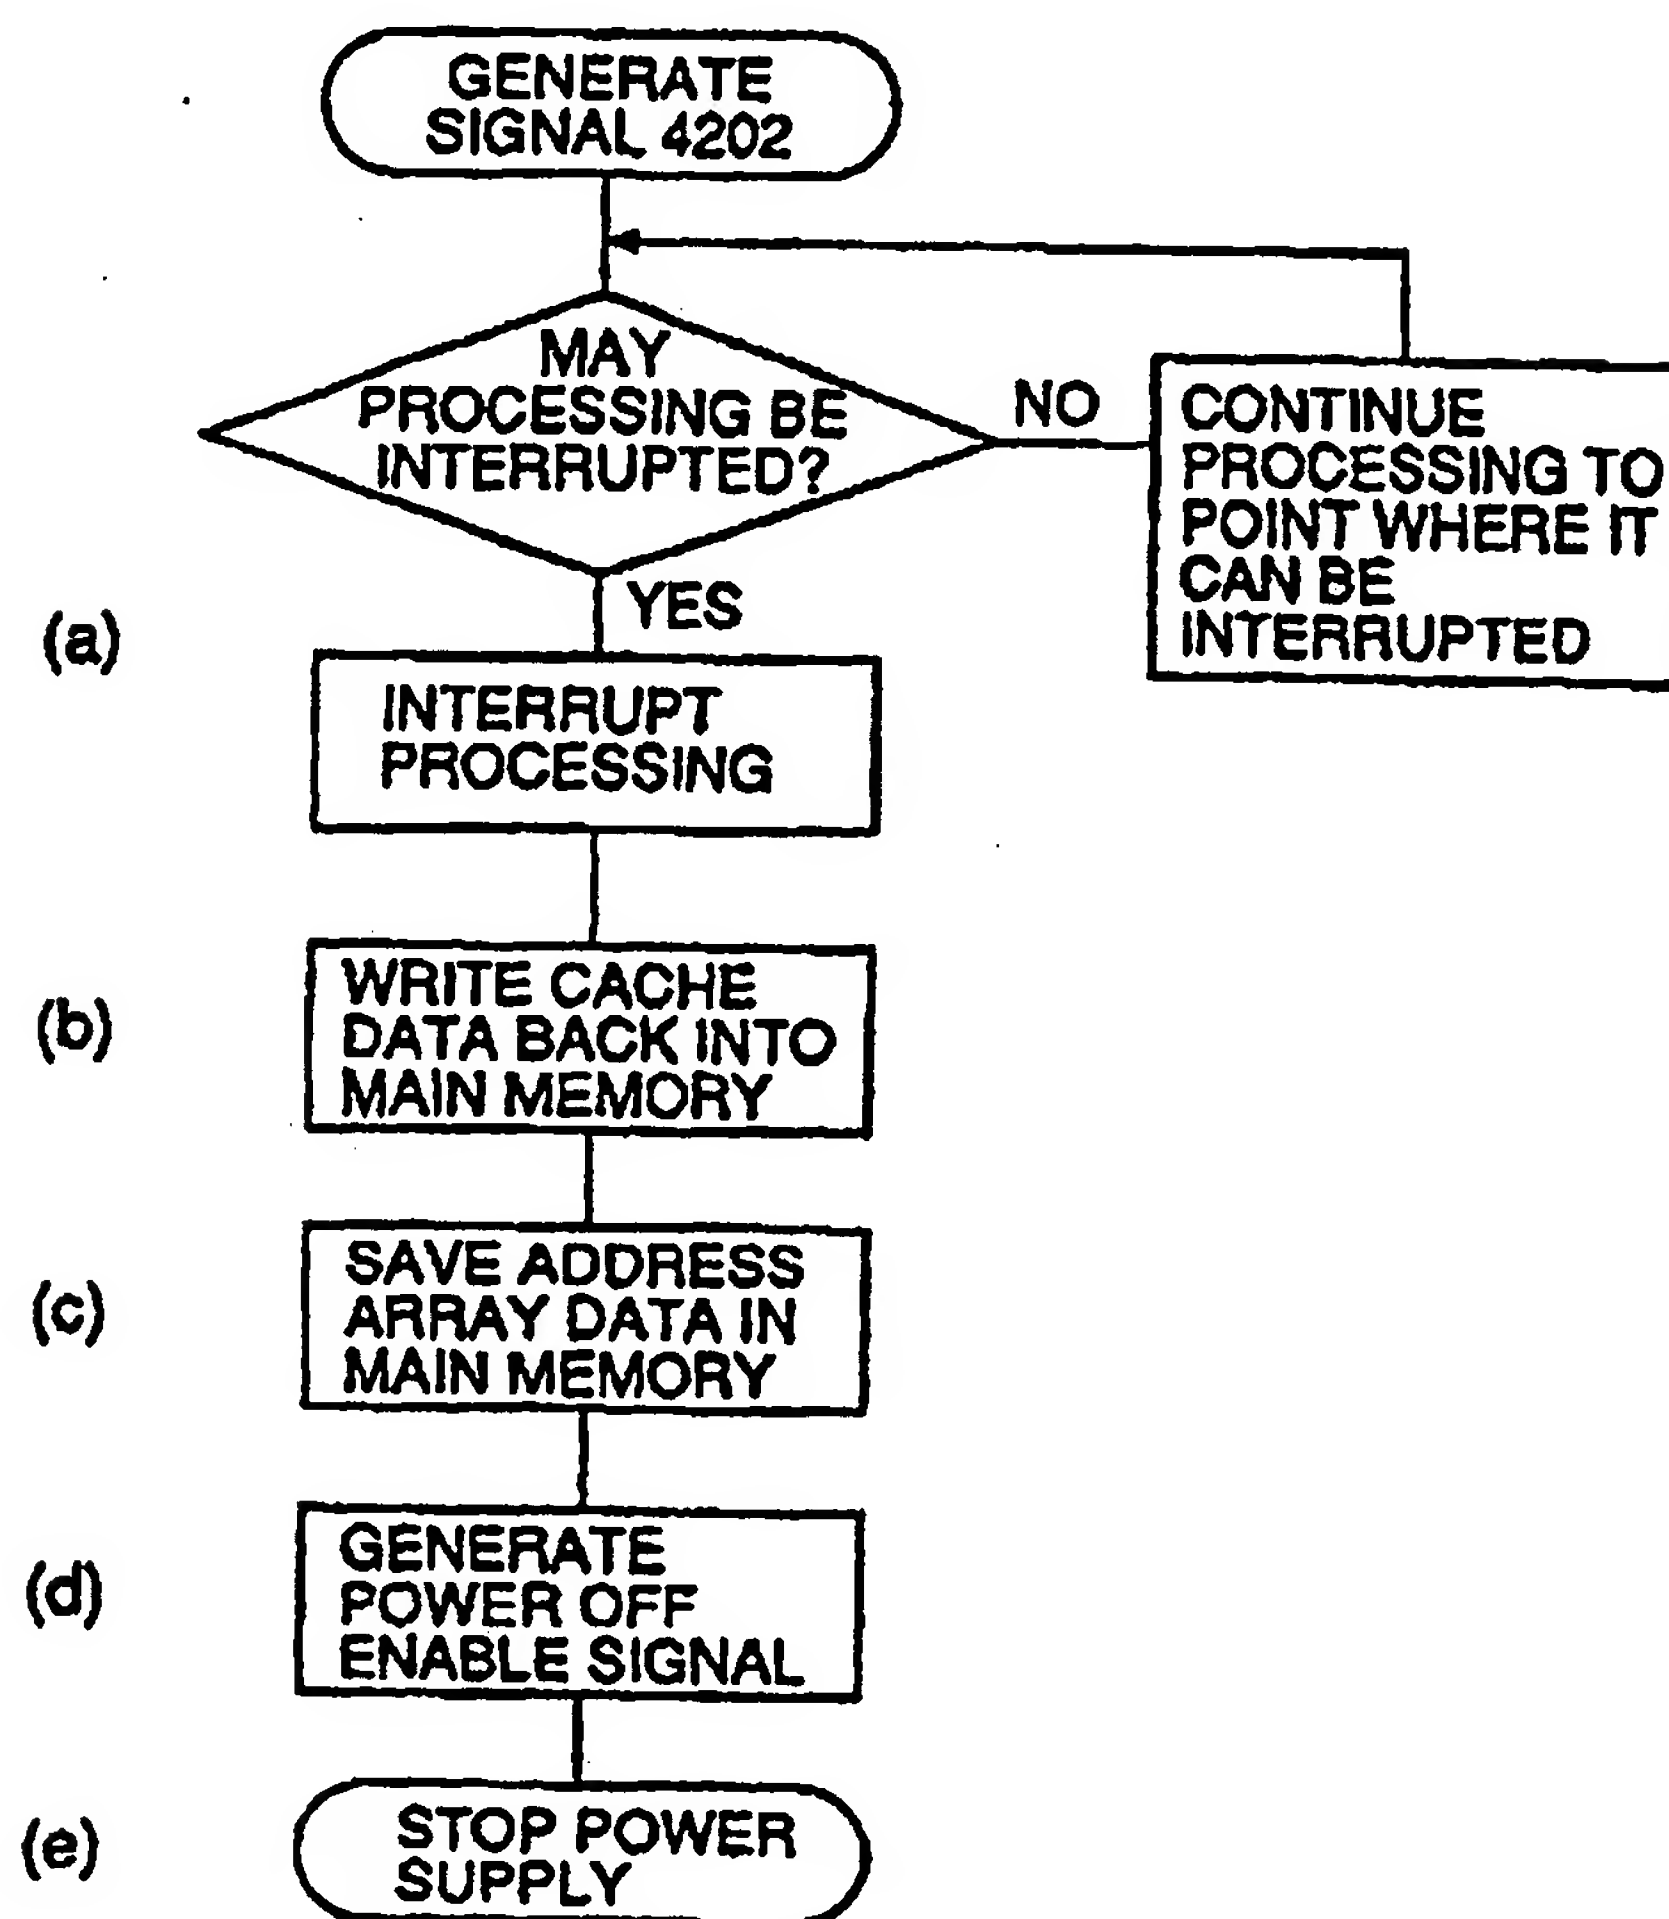 GENERATE
SIGNAL 4202
MAY
PROCESSING BE
INTERRUPTED?
NO
CONTINUE
PROCESSING TO
POINT WHERE IT
CAN BE
INTERRUPTED
YES
(a)
INTERRUPT
PROCESSING
(b)
WRITE CACHE
DATA BACK INTO
MAIN MEMORY
(c)
SAVE ADDRESS
ARRAY DATA IN
MAIN MEMORY
(d)
GENERATE
POWER OFF
ENABLE SIGNAL
(e)
STOP POWER
SUPPLY